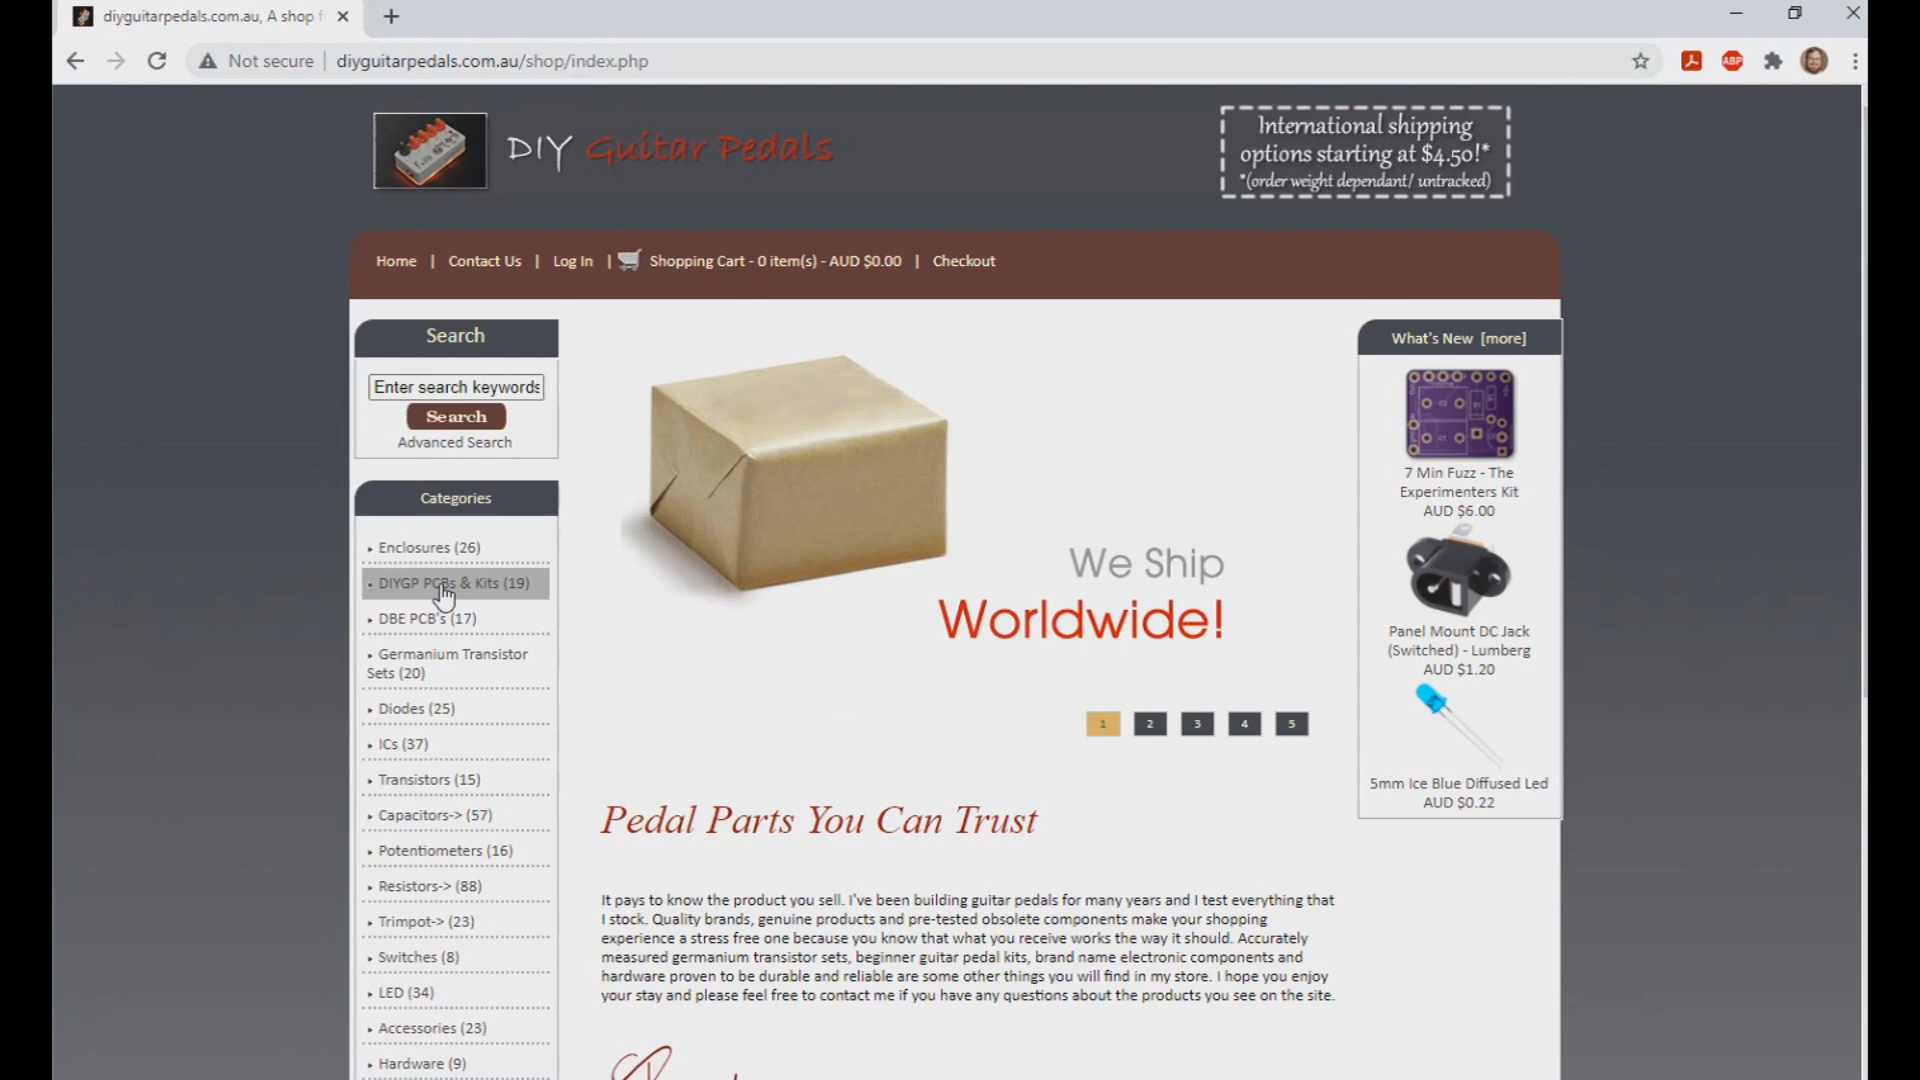 diyguitarpedals.com.au, A shop f
Not secure
diyguitarpedals.com.au/shop/index.php
ABP
DIY Guitar Pedals
International shipping
options starting at $4.50!*
*(order weight dependant/ untracked)
Home | Contact Us | Log In | Shopping Cart - 0 item(s) - AUD $0.00 | Checkout
Search
Enter search keywords
Search
Advanced Search
Categories
Enclosures (26)
DIYGP PCBs & Kits (19)
DBE PCB's (17)
Germanium Transistor
Sets (20)
Diodes (25)
ICs (37)
Transistors (15)
Capacitors-> (57)
Potentiometers (16)
Resistors-> (88)
Trimpot-> (23)
Switches (8)
LED (34)
Accessories (23)
Hardware (9)
We Ship
Worldwide!
1 2 3 4 5
Pedal Parts You Can Trust
It pays to know the product you sell. I've been building guitar pedals for many years and I test everything that
I stock. Quality brands, genuine products and pre-tested obsolete components make your shopping
experience a stress free one because you know that what you receive works the way it should. Accurately
measured germanium transistor sets, beginner guitar pedal kits, brand name electronic components and
hardware proven to be durable and reliable are some other things you will find in my store. I hope you enjoy
your stay and please feel free to contact me if you have any questions about the products you see on the site.
What's New [more]
7 Min Fuzz - The
Experimenters Kit
AUD $6.00
Panel Mount DC Jack
(Switched) - Lumberg
AUD $1.20
5mm Ice Blue Diffused Led
AUD $0.22